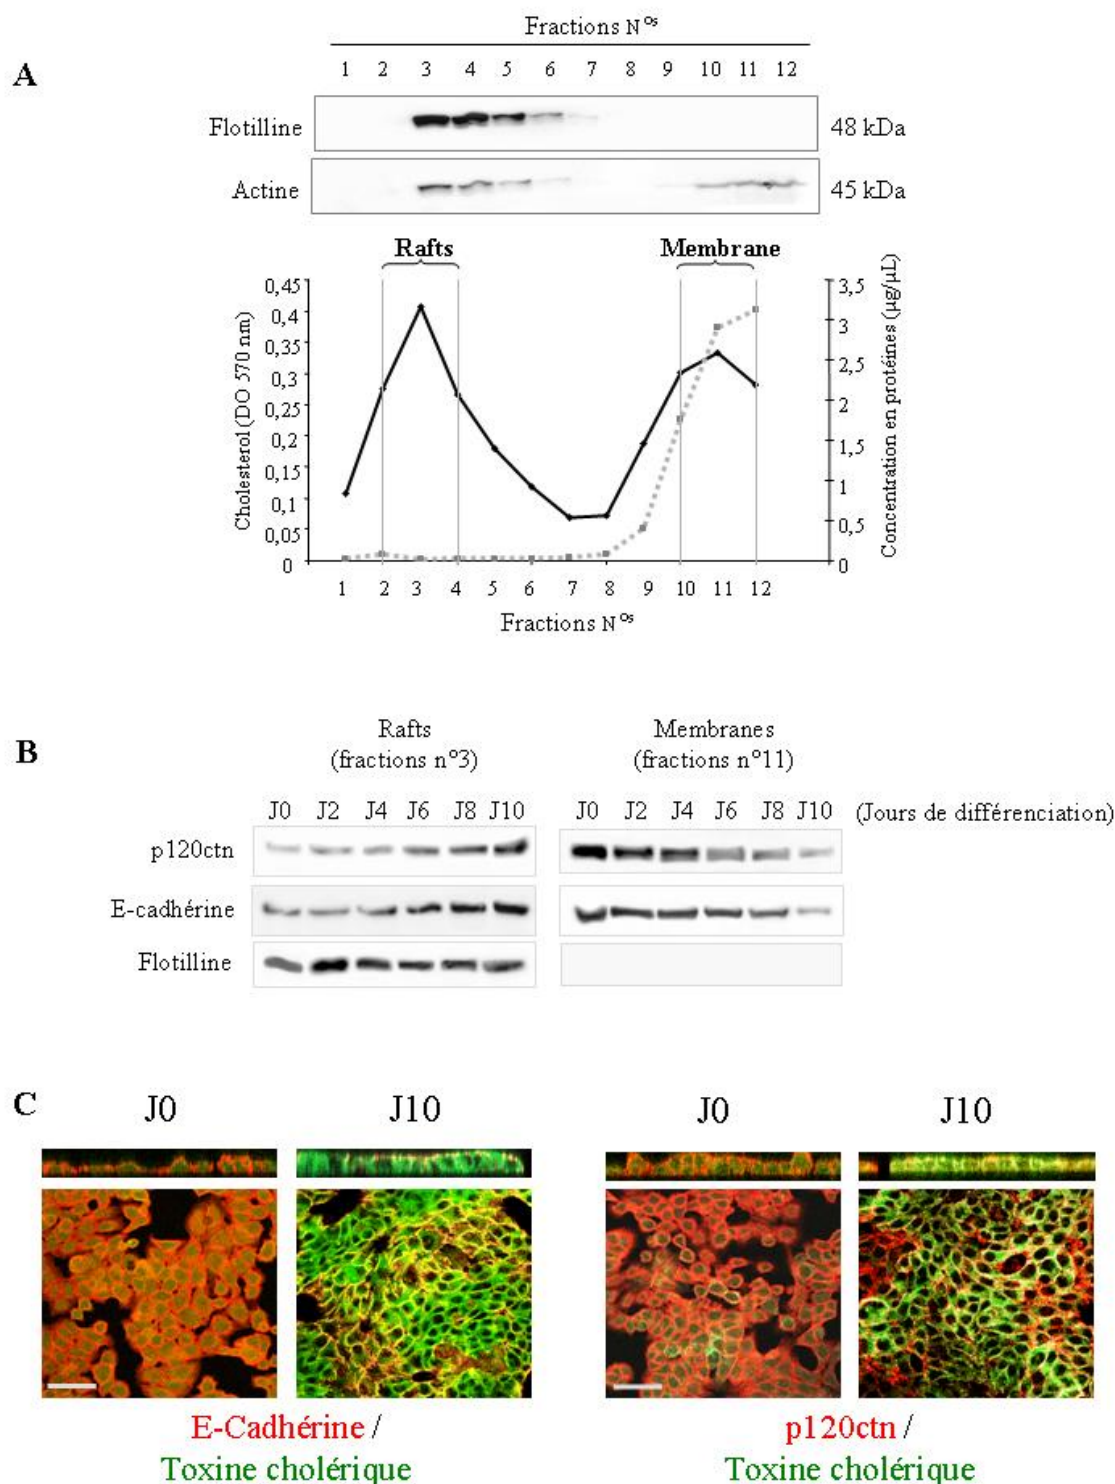 Fractions N^os
A
1 2 3 4 5 6 7 8 9 10 11 12
Flotilline 48 kDa
Actine 45 kDa
Rafts Membrane
Cholesterol (DO 570 nm)
0,45
0,4
0,35
0,3
0,25
0,2
0,15
0,1
0,05
0
Concentration en protéines (µg/µL)
3,5
3
2,5
2
1,5
1
0,5
0
1 2 3 4 5 6 7 8 9 10 11 12
Fractions N^os
B
Rafts
(fractions n°3)
Membranes
(fractions n°11)
J0 J2 J4 J6 J8 J10 J0 J2 J4 J6 J8 J10 (Jours de différenciation)
p120ctn
E-cadhérine
Flotilline
C
J0 J10 J0 J10
E-Cadhérine /
Toxine cholérique
p120ctn /
Toxine cholérique